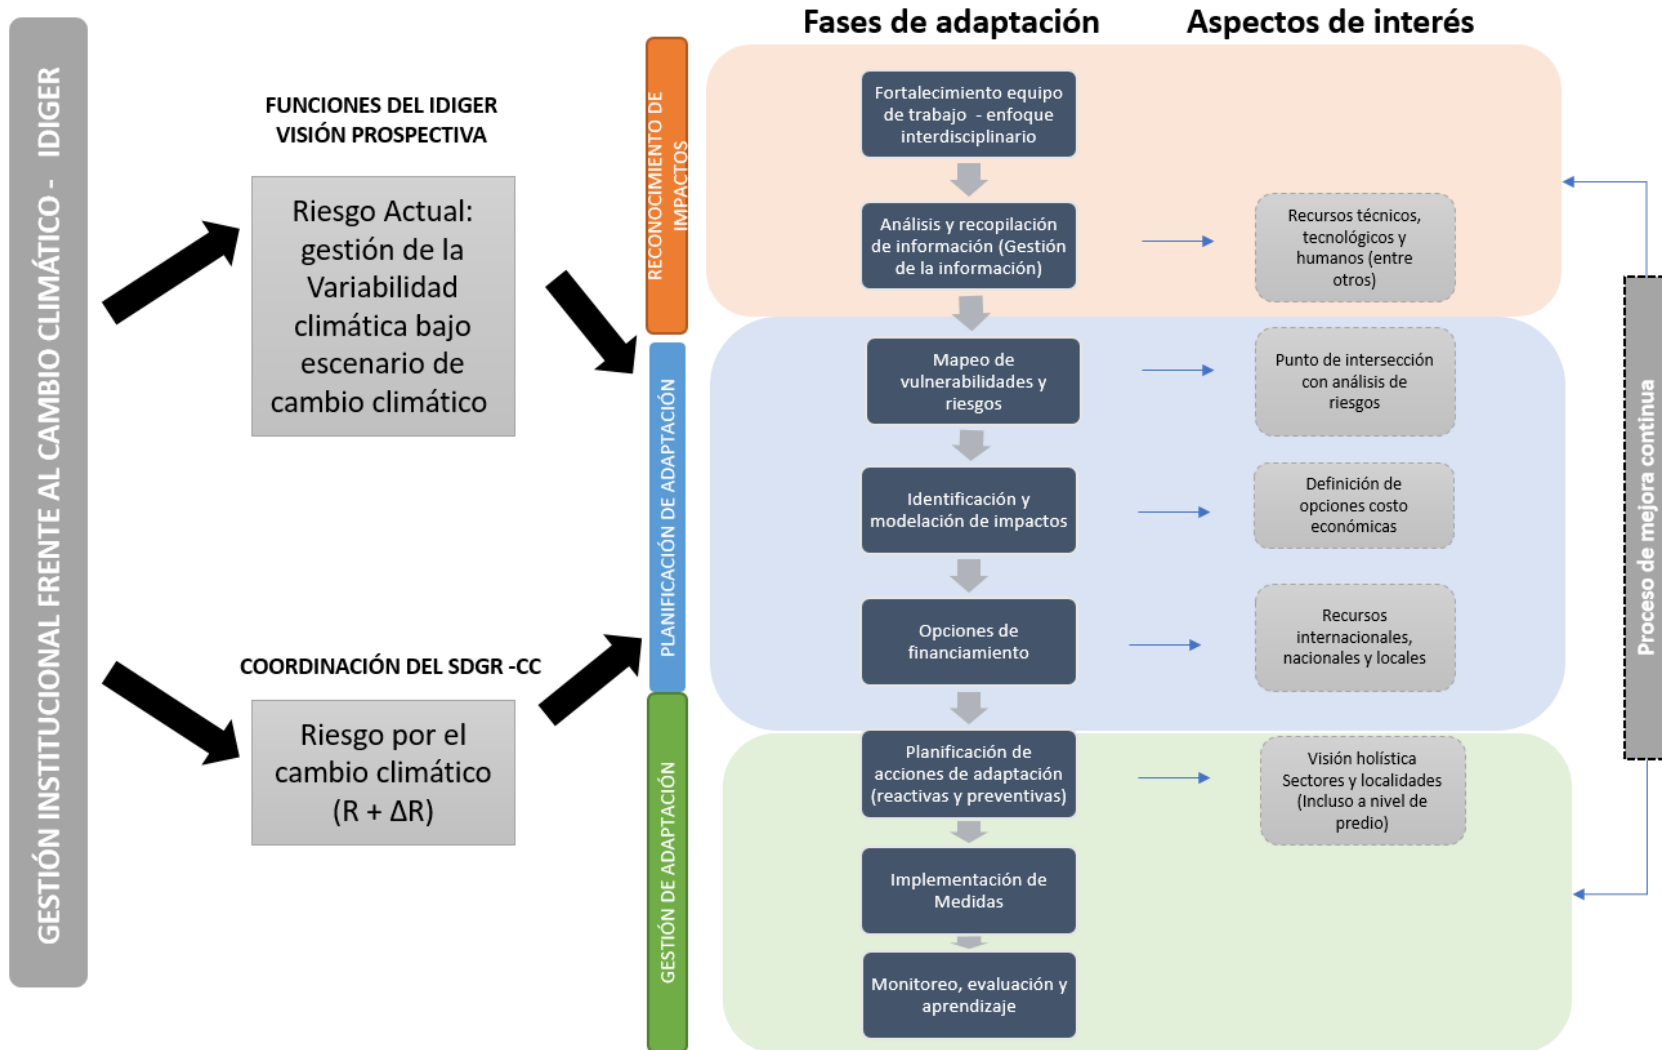 GESTIÓN INSTITUCIONAL FRENTE AL CAMBIO CLIMÁTICO - IDIGER
FUNCIONES DEL IDIGER
VISIÓN PROSPECTIVA
Riesgo Actual:
gestión de la
Variabilidad
climática bajo
escenario de
cambio climático
COORDINACIÓN DEL SDGR -CC
Riesgo por el
cambio climático
(R + ΔR)
RECONOCIMIENTO DE
IMPACTOS
PLANIFICACIÓN DE ADAPTACIÓN
GESTIÓN DE ADAPTACIÓN
Fases de adaptación
Fortalecimiento equipo
de trabajo - enfoque
interdisciplinario
Análisis y recopilación
de información (Gestión
de la información)
Mapeo de
vulnerabilidades y
riesgos
Identificación y
modelación de impactos
Opciones de
financiamiento
Planificación de
acciones de adaptación
(reactivas y preventivas)
Implementación de
Medidas
Monitoreo, evaluación y
aprendizaje
Aspectos de interés
Recursos técnicos,
tecnológicos y
humanos (entre
otros)
Punto de intersección
con análisis de
riesgos
Definición de
opciones costo
económicas
Recursos
internacionales,
nacionales y locales
Visión holística
Sectores y localidades
(Incluso a nivel de
predio)
Proceso de mejora continua